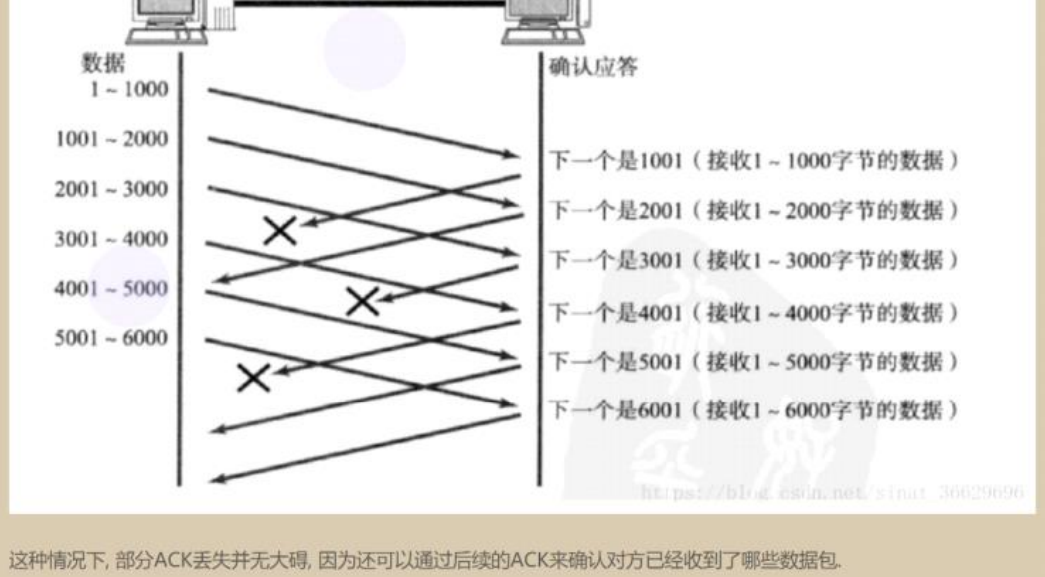 数据
确认应答
1 ~ 1000
1001 ~ 2000
2001 ~ 3000
3001 ~ 4000
4001 ~ 5000
5001 ~ 6000
下一个是1001（接收1 ~ 1000字节的数据）
下一个是2001（接收1 ~ 2000字节的数据）
下一个是3001（接收1 ~ 3000字节的数据）
下一个是4001（接收1 ~ 4000字节的数据）
下一个是5001（接收1 ~ 5000字节的数据）
下一个是6001（接收1 ~ 6000字节的数据）
https://blog.csdn.net/sinat_36629696
这种情况下, 部分ACK丢失并无大碍, 因为还可以通过后续的ACK来确认对方已经收到了哪些数据包.